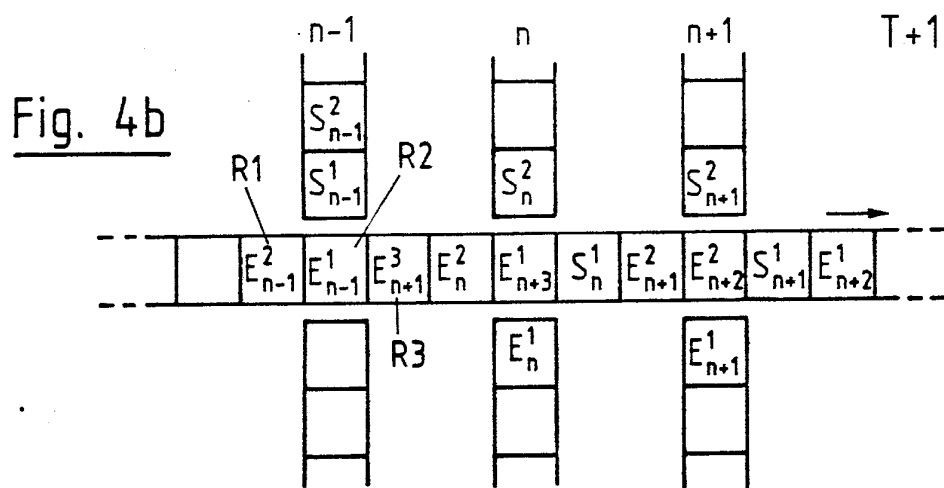 n-1 n n+1 T+1
Fig. 4b
S²ₙ₋₁
R1 S¹ₙ₋₁ R2 S²ₙ S²ₙ₊₁
E²ₙ₋₁ E¹ₙ₋₁ E³ₙ₊₁ E²ₙ E¹ₙ₊₃ S¹ₙ E²ₙ₊₁ E²ₙ₊₂ S¹ₙ₊₁ E¹ₙ₊₂
R3 E¹ₙ E¹ₙ₊₁